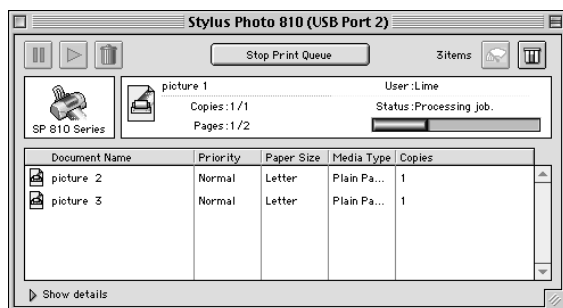 Stylus Photo 810 (USB Port 2)
Stop Print Queue
3items
SP 810 Series
picture 1
User :Lime
Copies :1 /1
Status :Processing job.
Pages :1 /2
Document Name Priority Paper Size Media Type Copies
picture 2 Normal Letter Plain Pa... 1
picture 3 Normal Letter Plain Pa... 1
Show details